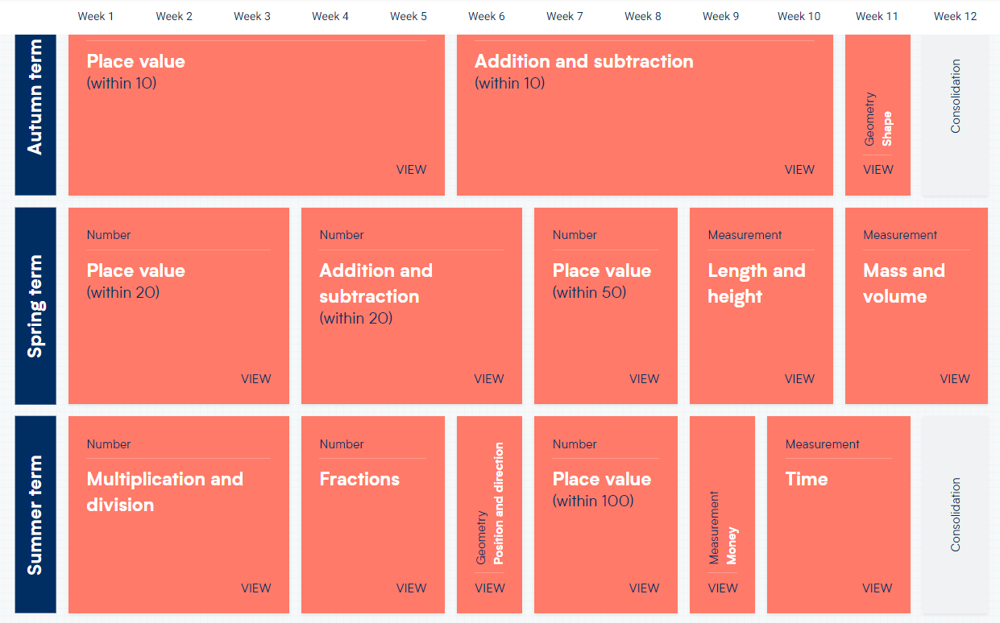 Week 1 Week 2 Week 3 Week 4 Week 5 Week 6 Week 7 Week 8 Week 9 Week 10 Week 11 Week 12
Autumn term
Place value
(within 10)
VIEW
Addition and subtraction
(within 10)
VIEW
Geometry
Shape
VIEW
Consolidation
Spring term
Number
Place value
(within 20)
VIEW
Number
Addition and
subtraction
(within 20)
VIEW
Number
Place value
(within 50)
VIEW
Measurement
Length and
height
VIEW
Measurement
Mass and
volume
VIEW
Summer term
Number
Multiplication and
division
VIEW
Number
Fractions
VIEW
Geometry
Position and direction
VIEW
Number
Place value
(within 100)
VIEW
Measurement
Money
VIEW
Measurement
Time
VIEW
Consolidation